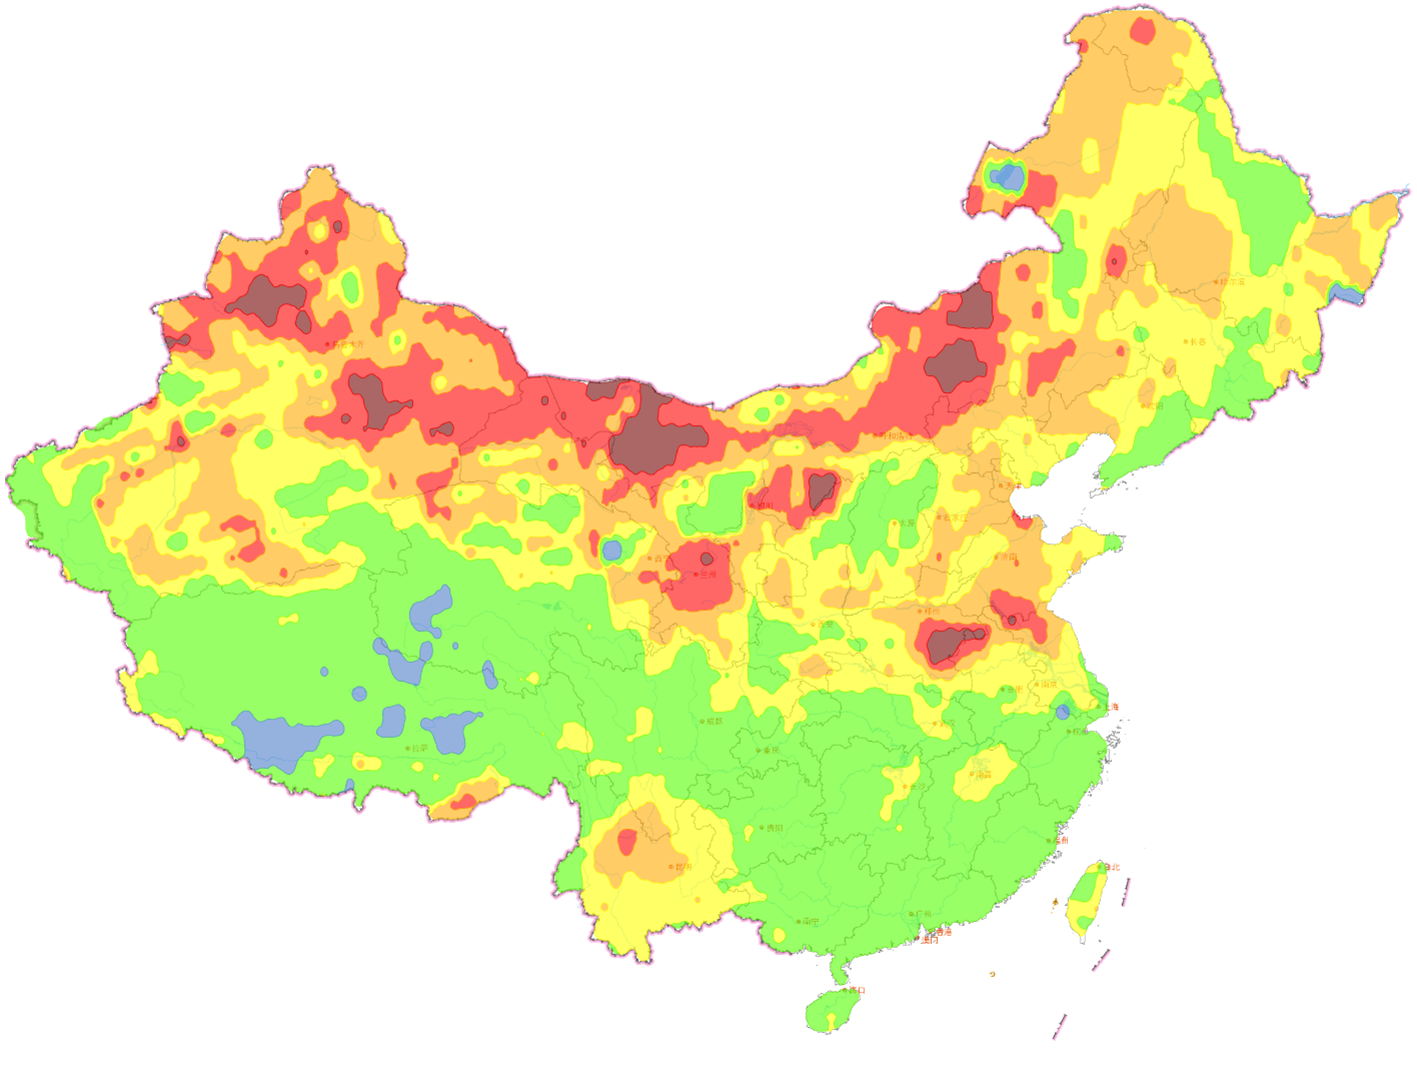 哈尔滨
长春
沈阳
乌鲁木齐
呼和浩特
天津
银川
太原
石家庄
西宁
济南
兰州
郑州
西安
南京
合肥
上海
成都
武汉
杭州
拉萨
重庆
南昌
长沙
贵阳
福州
昆明
台北
广州
南宁
香港
澳门
海口